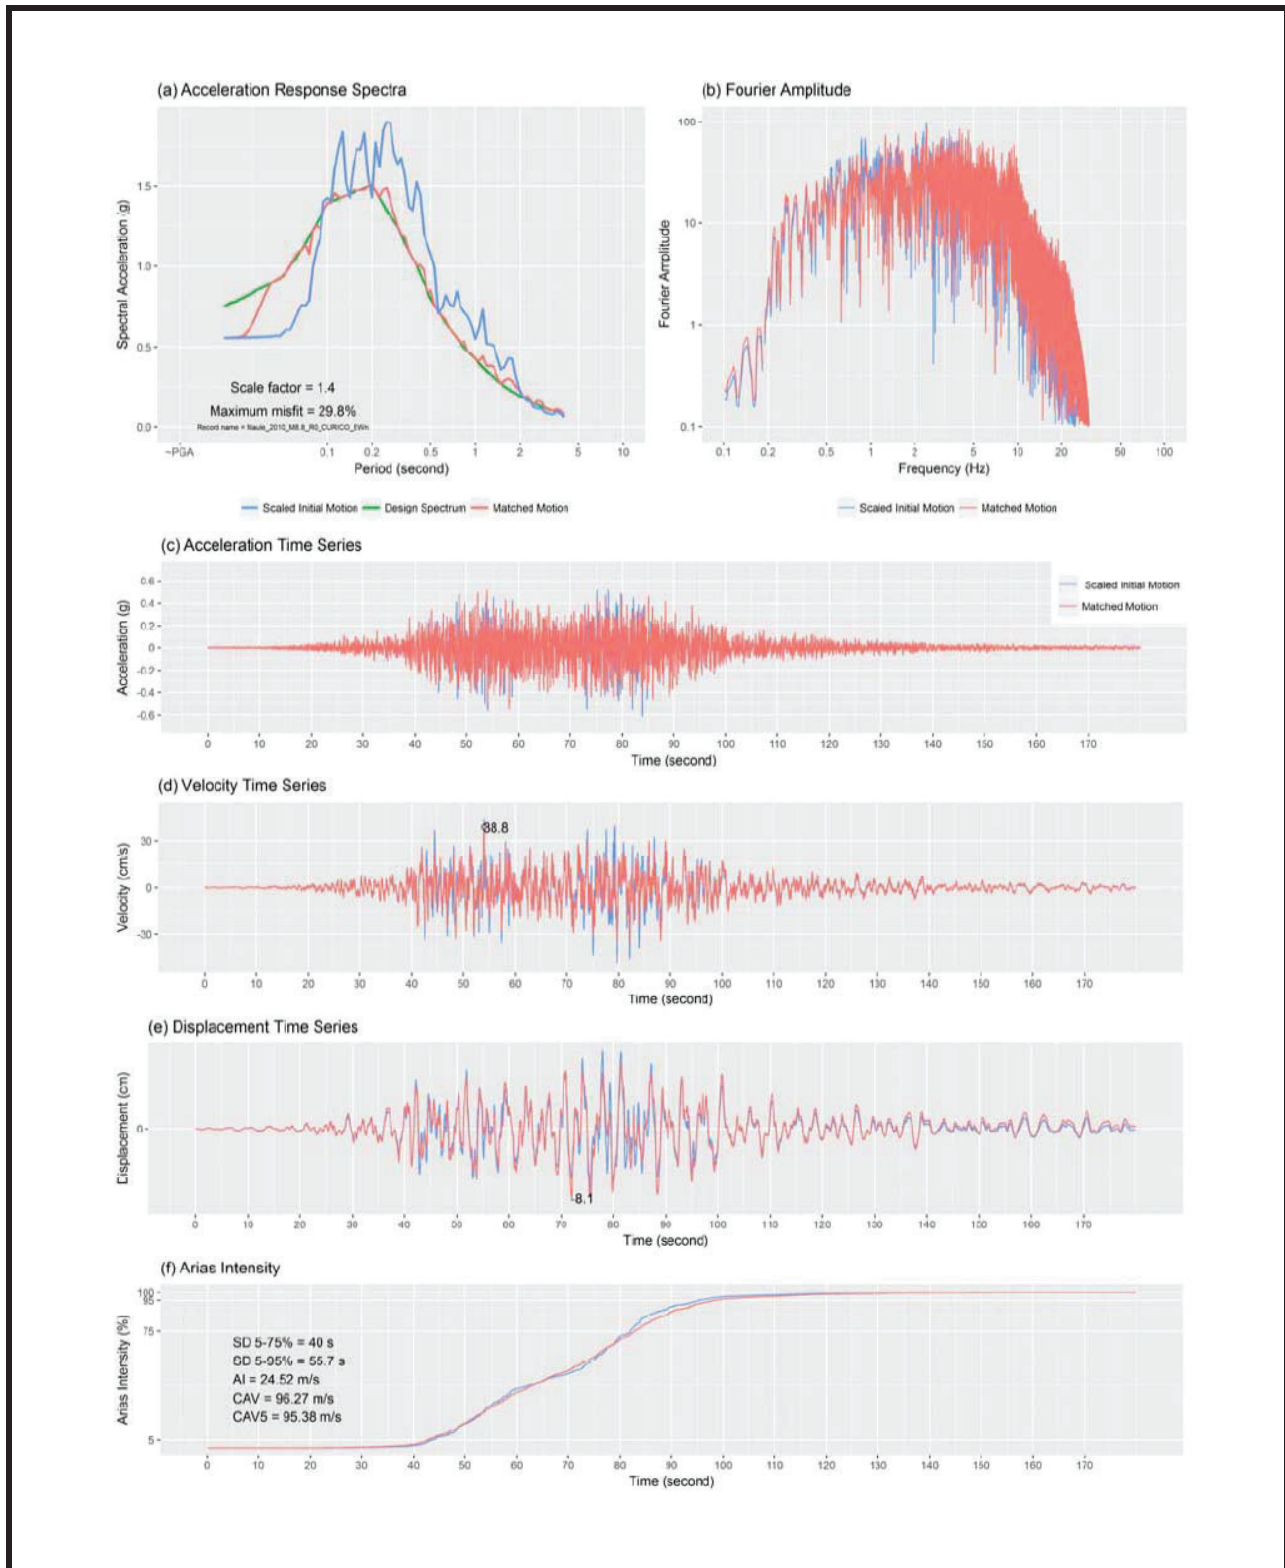 (a) Acceleration Response Spectra
Spectral Acceleration (g)
1.5
1.0
0.5
0.0
Scale factor = 1.4
Maximum misfit = 29.8%
Record name = Maule_2010_M8.8_R0_CURICO_EWh
~PGA 0.1 0.2 0.5 1 2 5 10
Period (second)
Scaled Initial Motion Design Spectrum Matched Motion
(b) Fourier Amplitude
Fourier Amplitude
100
10
1
0.1
0.1 0.2 0.5 1 2 5 10 20 50 100
Frequency (Hz)
Scaled Initial Motion Matched Motion
(c) Acceleration Time Series
Acceleration (g)
0.6
0.4
0.2
0
-0.2
-0.4
-0.6
Scaled Initial Motion
Matched Motion
0 10 20 30 40 50 60 70 80 90 100 110 120 130 140 150 160 170
Time (second)
(d) Velocity Time Series
Velocity (cm/s)
30
0
-30
38.8
0 10 20 30 40 50 60 70 80 90 100 110 120 130 140 150 160 170
Time (second)
(e) Displacement Time Series
Displacement (cm)
0
-8.1
0 10 20 30 40 50 60 70 80 90 100 110 120 130 140 150 160 170
Time (second)
(f) Arias Intensity
Arias Intensity (%)
100
95
75
5
SD 5-75% = 40 s
SD 5-95% = 55.7 s
AI = 24.52 m/s
CAV = 96.27 m/s
CAV5 = 95.38 m/s
0 10 20 30 40 50 60 70 80 90 100 110 120 130 140 150 160 170
Time (second)